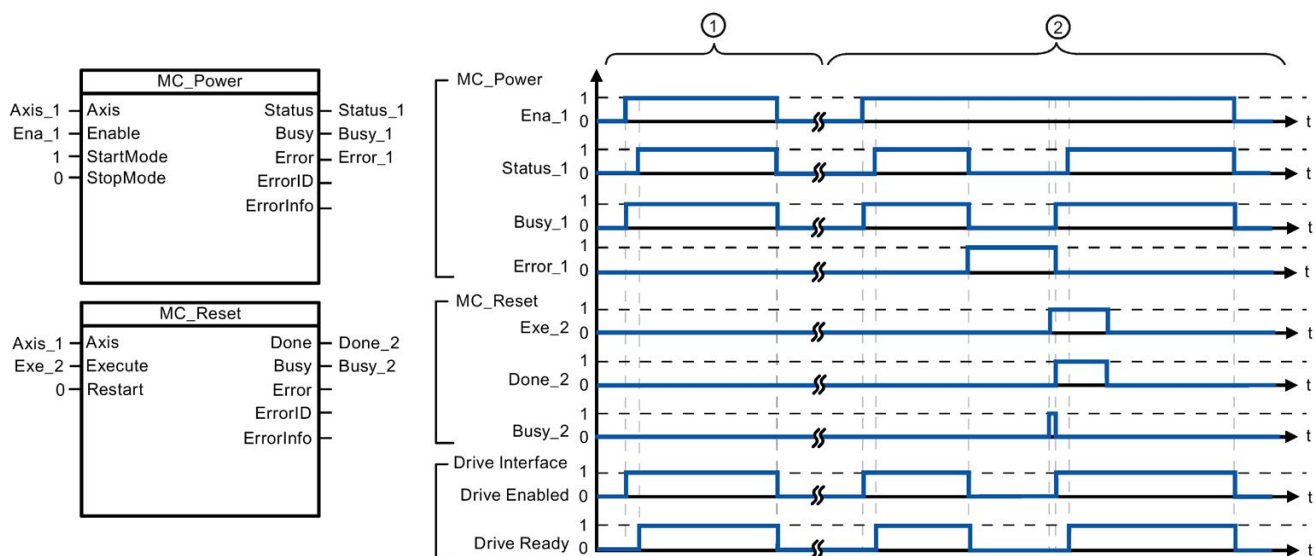 MC_Power
Axis_1 Axis Status Status_1
Ena_1 Enable Busy Busy_1
1 StartMode Error Error_1
0 StopMode ErrorID
ErrorInfo
MC_Reset
Axis_1 Axis Done Done_2
Exe_2 Execute Busy Busy_2
0 Restart Error
ErrorID
ErrorInfo
1 2
MC_Power
1
Ena_1 0 t
1
Status_1 0 t
1
Busy_1 0 t
1
Error_1 0 t
MC_Reset
1
Exe_2 0 t
1
Done_2 0 t
1
Busy_2 0 t
Drive Interface
1
Drive Enabled 0 t
1
Drive Ready 0 t